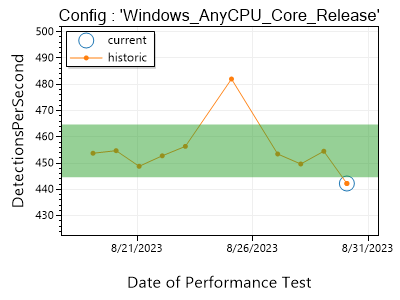 Config : 'Windows_AnyCPU_Core_Release'
current
historic
500
490
480
470
460
450
440
430
DetectionsPerSecond
8/21/2023
8/26/2023
8/31/2023
Date of Performance Test